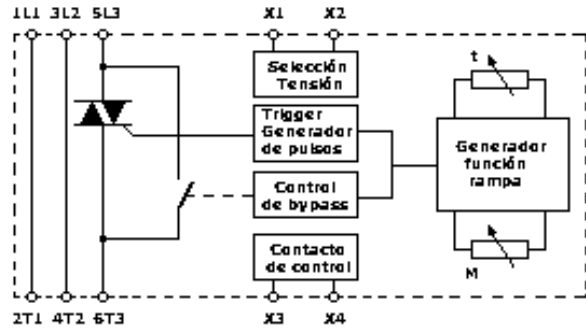 1L1 3L2 5L3 X1 X2
Selección
Tensión
Trigger
Generador
de pulsos
Control
de bypass
Contacto
de control
t
Generador
función
rampa
M
2T1 4T2 6T3 X3 X4